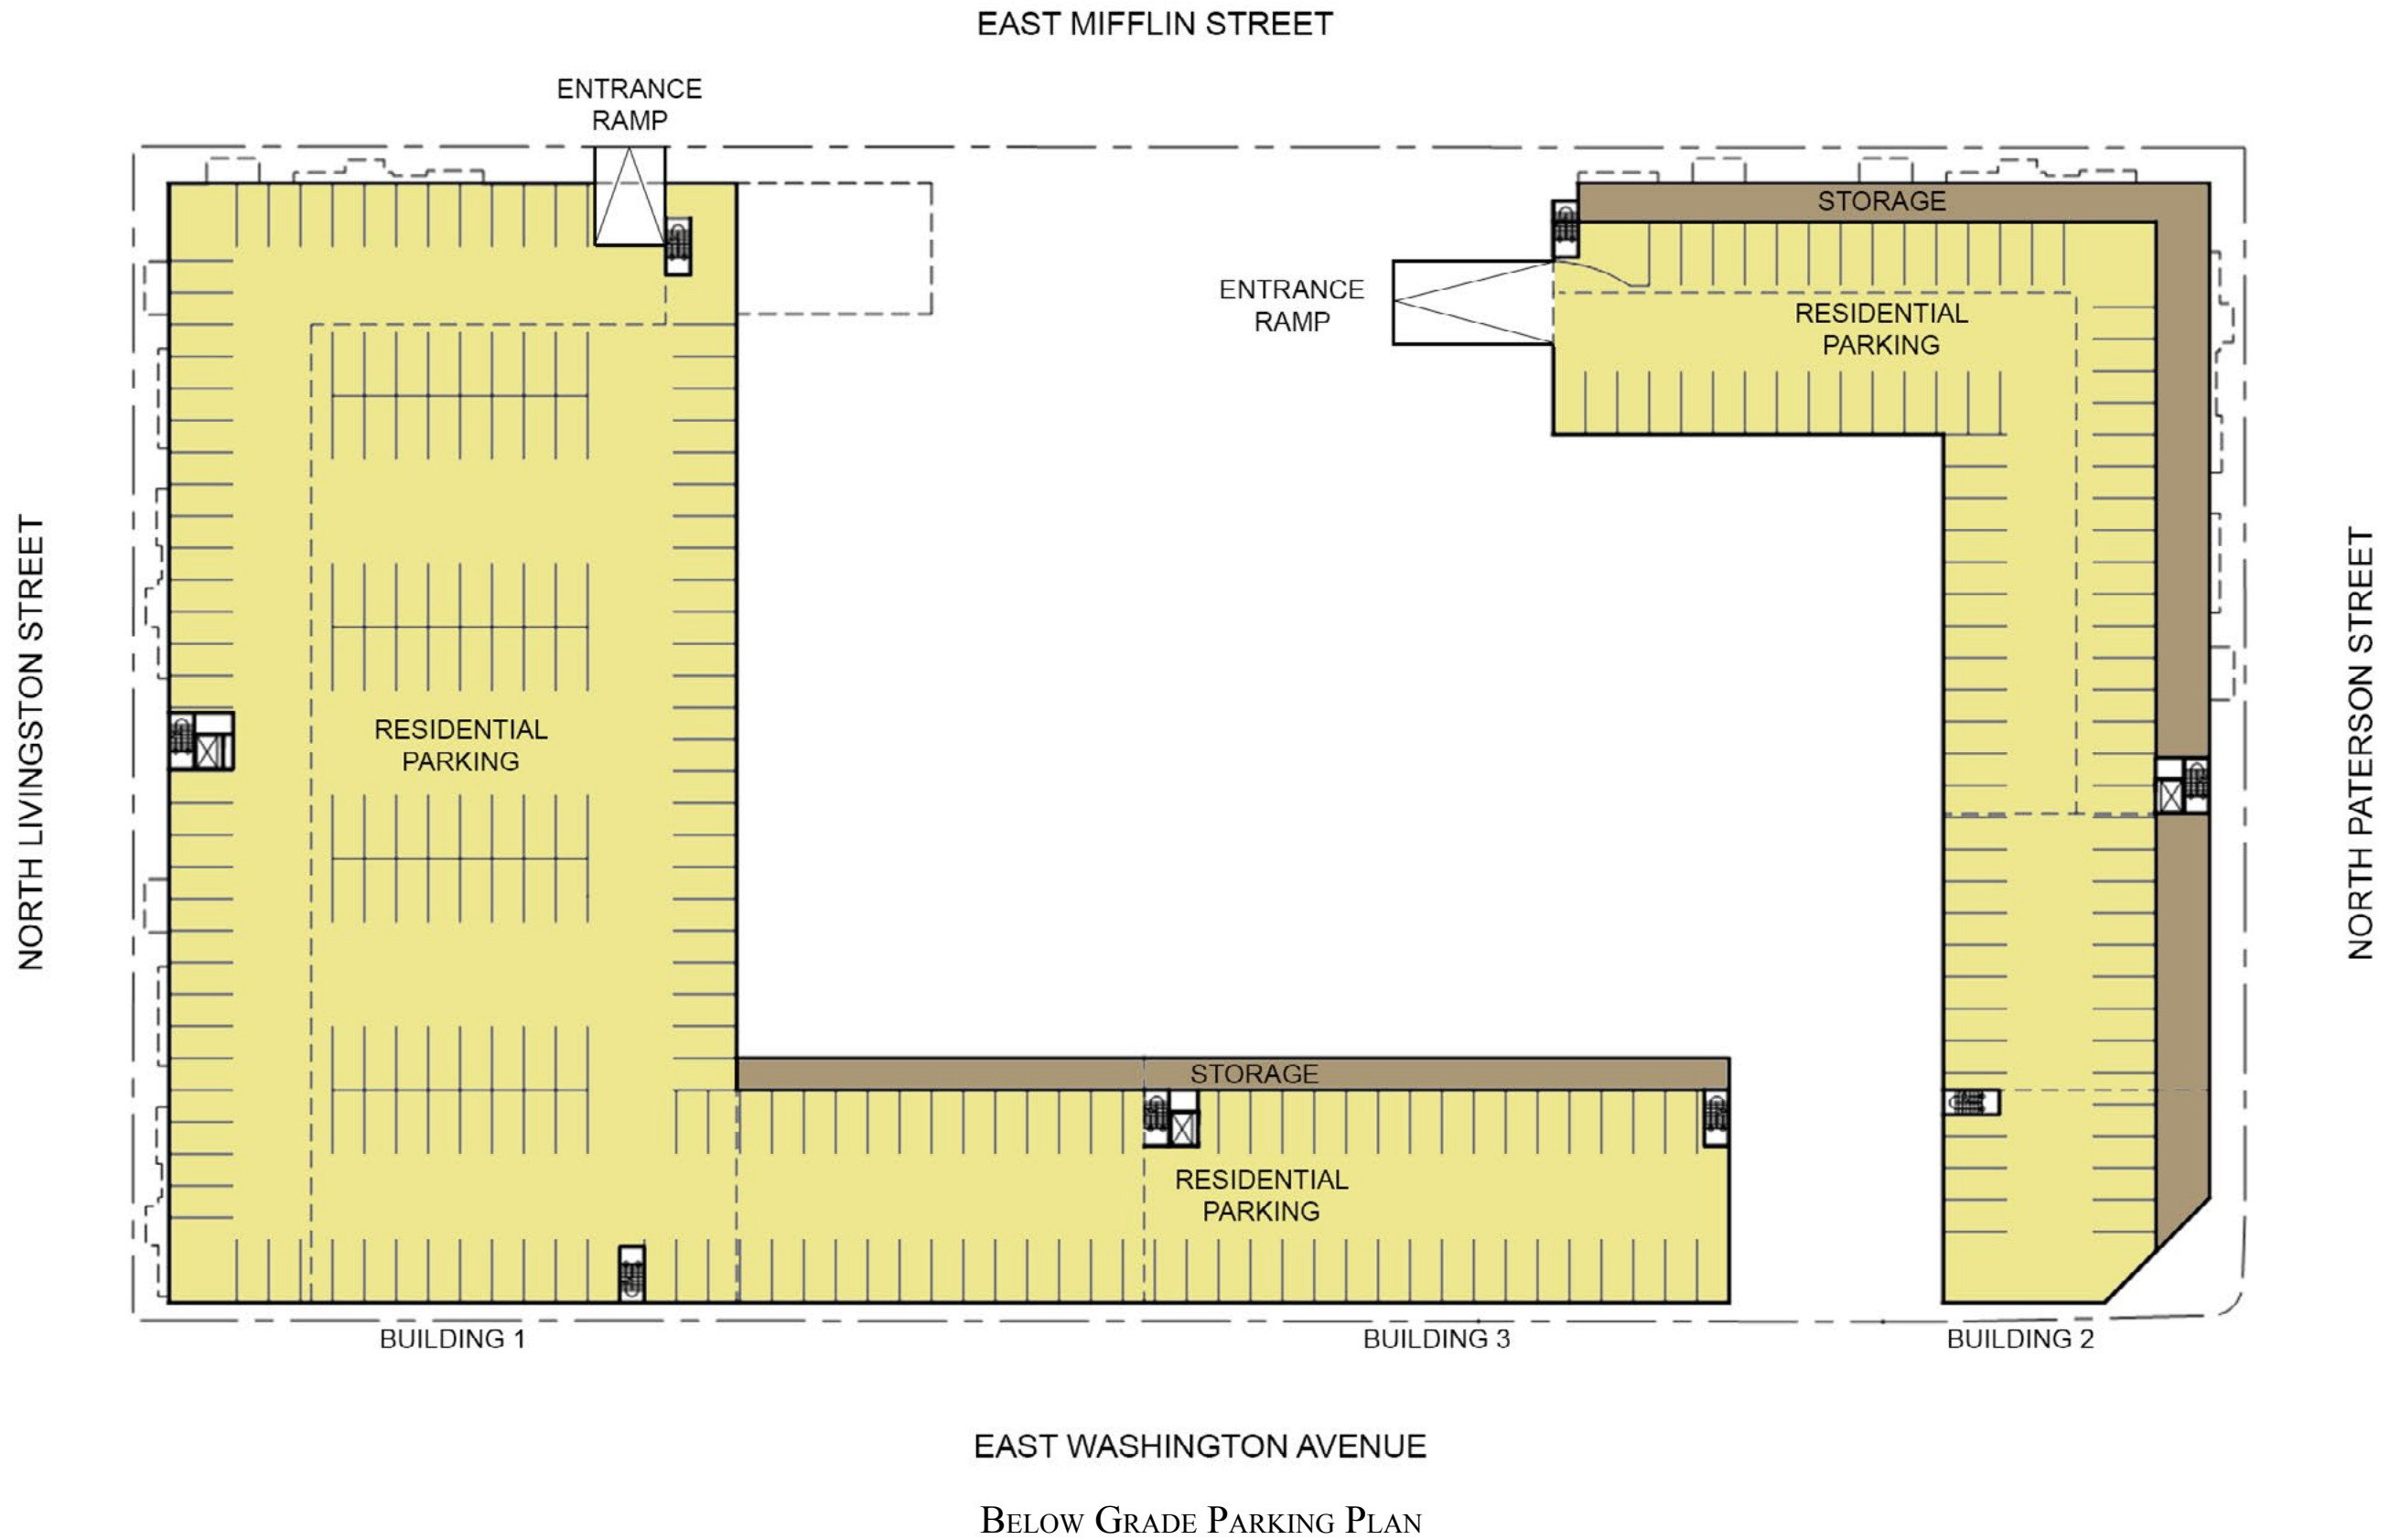 EAST MIFFLIN STREET
ENTRANCE
RAMP
STORAGE
ENTRANCE
RAMP
RESIDENTIAL
PARKING
NORTH LIVINGSTON STREET
NORTH PATERSON STREET
RESIDENTIAL
PARKING
STORAGE
RESIDENTIAL
PARKING
BUILDING 1
BUILDING 3
BUILDING 2
EAST WASHINGTON AVENUE
BELOW GRADE PARKING PLAN